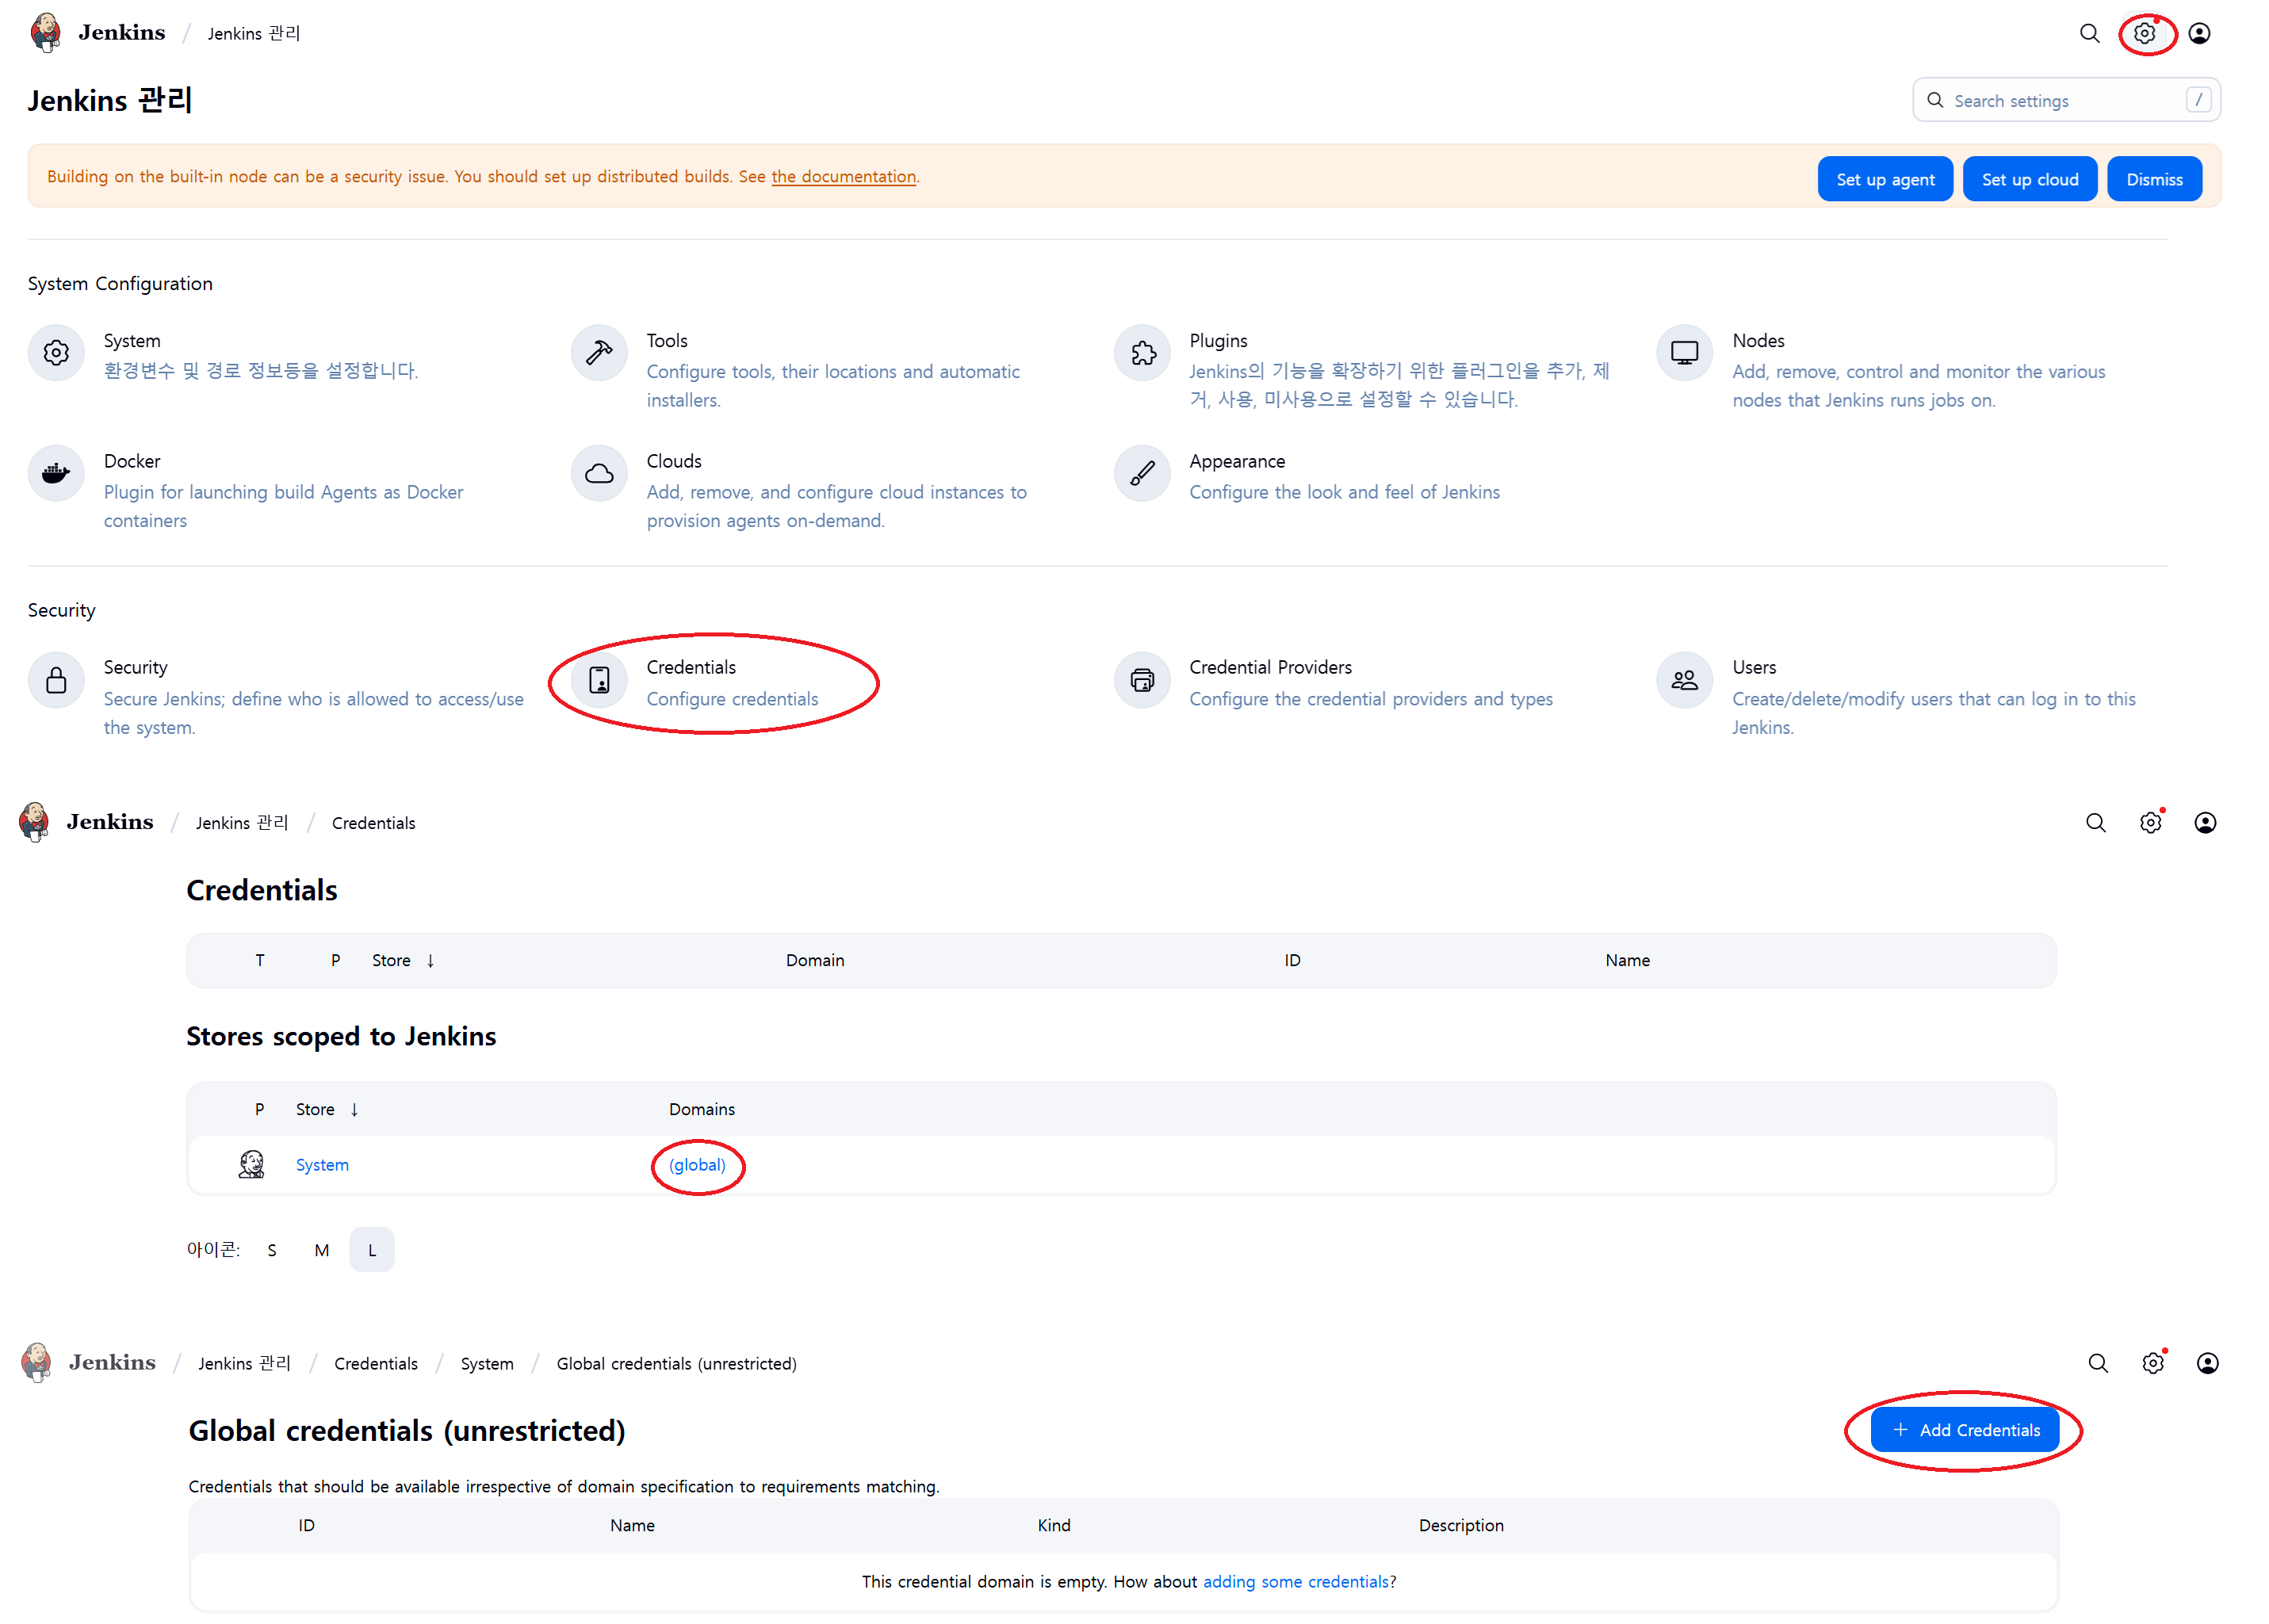 Jenkins / Jenkins 관리
Jenkins 관리
Search settings /
Building on the built-in node can be a security issue. You should set up distributed builds. See the documentation.
Set up agent Set up cloud Dismiss
System Configuration
System
환경변수 및 경로 정보등을 설정합니다.
Tools
Configure tools, their locations and automatic
installers.
Plugins
Jenkins의 기능을 확장하기 위한 플러그인을 추가, 제
거, 사용, 미사용으로 설정할 수 있습니다.
Nodes
Add, remove, control and monitor the various
nodes that Jenkins runs jobs on.
Docker
Plugin for launching build Agents as Docker
containers
Clouds
Add, remove, and configure cloud instances to
provision agents on-demand.
Appearance
Configure the look and feel of Jenkins
Security
Security
Secure Jenkins; define who is allowed to access/use
the system.
Credentials
Configure credentials
Credential Providers
Configure the credential providers and types
Users
Create/delete/modify users that can log in to this
Jenkins.
Jenkins / Jenkins 관리 / Credentials
Credentials
T P Store ↓ Domain ID Name
Stores scoped to Jenkins
P Store ↓ Domains
System (global)
아이콘: S M L
Jenkins / Jenkins 관리 / Credentials / System / Global credentials (unrestricted)
Global credentials (unrestricted)
+ Add Credentials
Credentials that should be available irrespective of domain specification to requirements matching.
ID Name Kind Description
This credential domain is empty. How about adding some credentials?